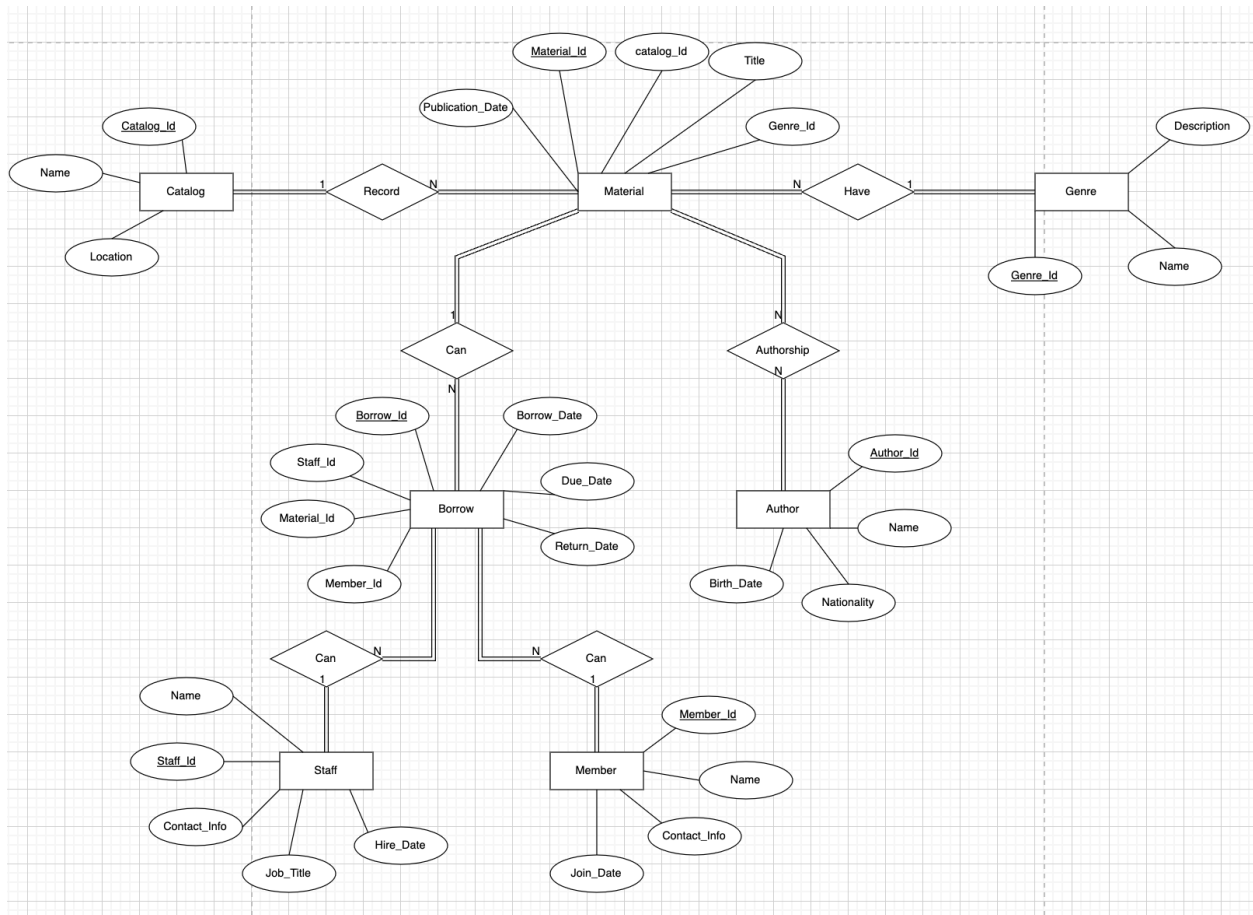 Material_Id
catalog_Id
Title
Publication_Date
Genre_Id
Description
Catalog_Id
Name
Catalog
1
Record
N
Material
N
Have
1
Genre
Location
Genre_Id
Name
1
Can
N
N
Authorship
N
Borrow_Id
Borrow_Date
Staff_Id
Due_Date
Material_Id
Borrow
Return_Date
Member_Id
Author_Id
Author
Name
Birth_Date
Nationality
Can
N
1
N
Can
1
Name
Staff_Id
Staff
Contact_Info
Job_Title
Hire_Date
Member_Id
Member
Name
Contact_Info
Join_Date